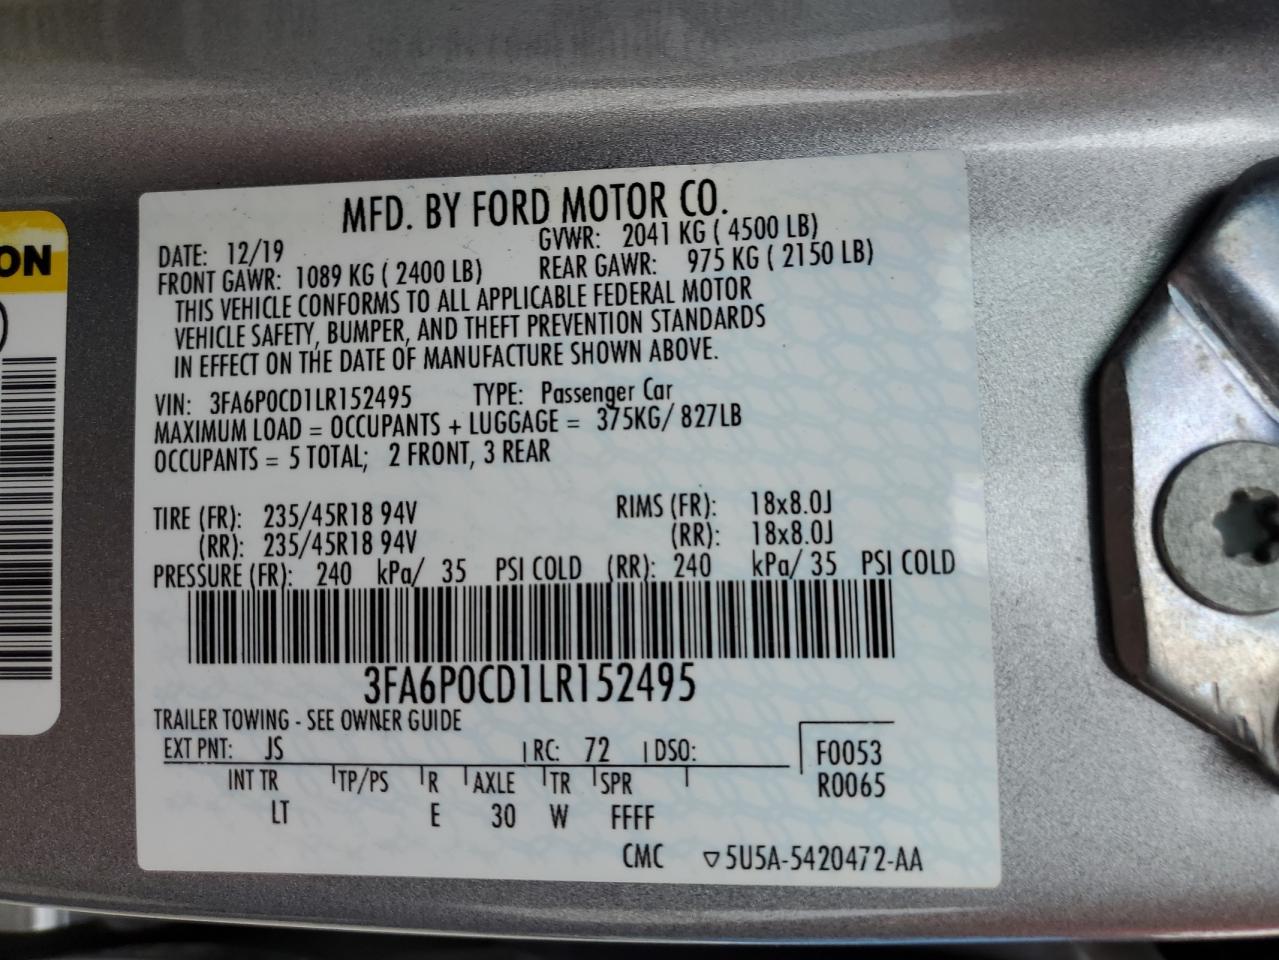 MFD. BY FORD MOTOR CO.
DATE: 12/19 GVWR: 2041 KG ( 4500 LB)
FRONT GAWR: 1089 KG ( 2400 LB) REAR GAWR: 975 KG ( 2150 LB)
THIS VEHICLE CONFORMS TO ALL APPLICABLE FEDERAL MOTOR
VEHICLE SAFETY, BUMPER, AND THEFT PREVENTION STANDARDS
IN EFFECT ON THE DATE OF MANUFACTURE SHOWN ABOVE.
VIN: 3FA6P0CD1LR152495 TYPE: Passenger Car
MAXIMUM LOAD = OCCUPANTS + LUGGAGE = 375KG/ 827LB
OCCUPANTS = 5 TOTAL; 2 FRONT, 3 REAR
TIRE (FR): 235/45R18 94V RIMS (FR): 18x8.0J
(RR): 235/45R18 94V (RR): 18x8.0J
PRESSURE (FR): 240 kPa/ 35 PSI COLD (RR): 240 kPa/ 35 PSI COLD
3FA6P0CD1LR152495
TRAILER TOWING - SEE OWNER GUIDE
EXT PNT: JS RC: 72 DSO: F0053
INT TR TP/PS R AXLE TR SPR R0065
LT E 30 W FFFF
CMC ▽5U5A-5420472-AA
ON